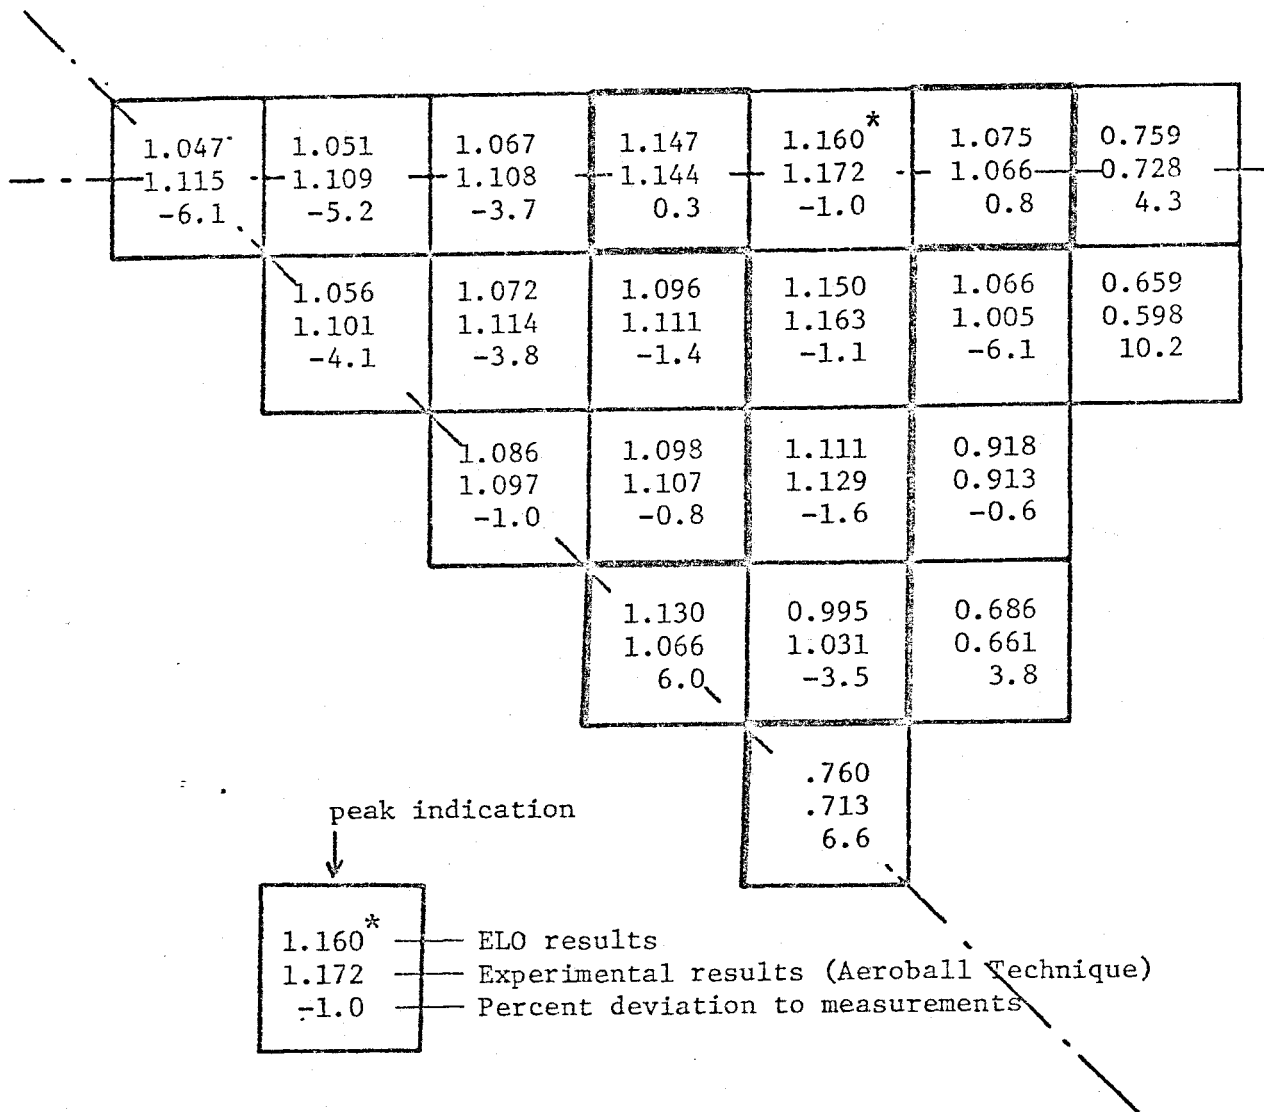 1.047 1.051 1.067 1.147 1.160* 1.075 0.759
1.115 1.109 1.108 1.144 1.172 1.066 0.728
-6.1 -5.2 -3.7 0.3 -1.0 0.8 4.3
1.056 1.072 1.096 1.150 1.066 0.659
1.101 1.114 1.111 1.163 1.005 0.598
-4.1 -3.8 -1.4 -1.1 -6.1 10.2
1.086 1.098 1.111 0.918
1.097 1.107 1.129 0.913
-1.0 -0.8 -1.6 -0.6
1.130 0.995 0.686
1.066 1.031 0.661
6.0 -3.5 3.8
.760
.713
6.6
peak indication
1.160* ELO results
1.172 Experimental results (Aeroball Technique)
-1.0 Percent deviation to measurements